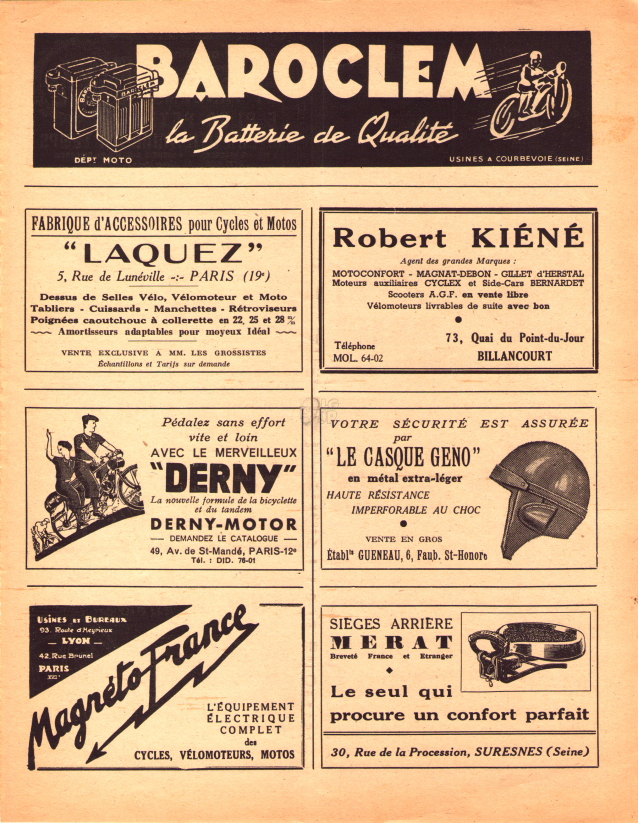 BAROCLEM
la Batterie de Qualité
DÉPT MOTO
USINES A COURBEVOIE (SEINE)
FABRIQUE d'ACCESSOIRES pour Cycles et Motos
"LAQUEZ"
5, Rue de Lunéville -:- PARIS (19e)
Dessus de Selles Vélo, Vélomoteur et Moto
Tabliers - Cuissards - Manchettes - Rétroviseurs
Poignées caoutchouc à collerette en 22, 25 et 28 %
Amortisseurs adaptables pour moyeux Idéal
VENTE EXCLUSIVE A MM. LES GROSSISTES
Échantillons et Tarifs sur demande
Robert KIÉNÉ
Agent des grandes Marques :
MOTOCONFORT - MAGNAT-DEBON - GILLET d'HERSTAL
Moteurs auxiliaires CYCLEX et Side-Cars BERNARDET
Scooters A.G.F. en vente libre
Vélomoteurs livrables de suite avec bon
73, Quai du Point-du-Jour
Téléphone
MOL. 64-02
BILLANCOURT
Pédalez sans effort
vite et loin
AVEC LE MERVEILLEUX
"DERNY"
La nouvelle formule de la bicyclette
et du tandem
DERNY-MOTOR
— DEMANDEZ LE CATALOGUE —
49, Av. de St-Mandé, PARIS-12e
Tél. : DID. 76-01
VOTRE SÉCURITÉ EST ASSURÉE
par
"LE CASQUE GENO"
en métal extra-léger
HAUTE RÉSISTANCE
IMPERFORABLE AU CHOC
VENTE EN GROS
Établts GUENEAU, 6, Faub. St-Honoré
USINES ET BUREAUX
93, Route d'Heyrieux
— LYON —
42, Rue Brunel
PARIS
Magnéto-France
L'ÉQUIPEMENT
ÉLECTRIQUE
COMPLET
des
CYCLES, VÉLOMOTEURS, MOTOS
SIÈGES ARRIÈRE
MERAT
Breveté France et Etranger
Le seul qui
procure un confort parfait
30, Rue de la Procession, SURESNES (Seine)